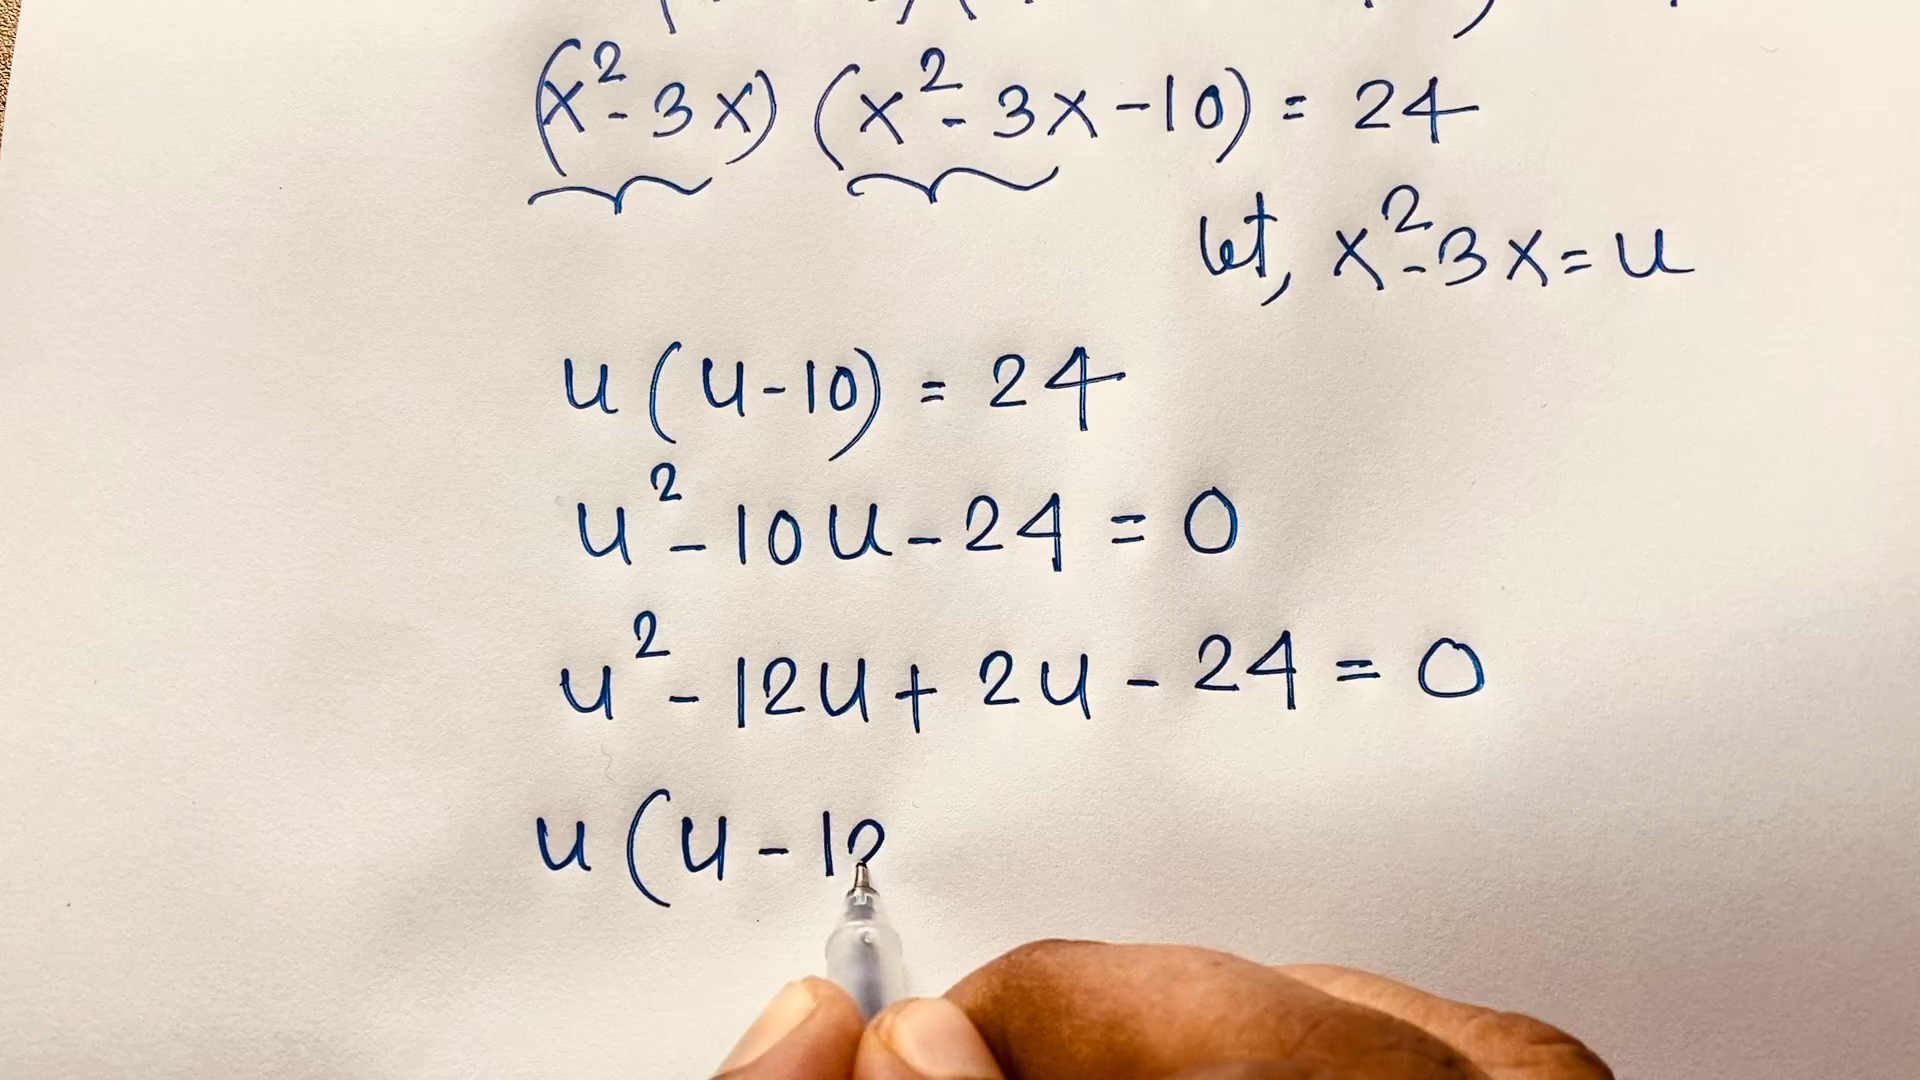 (x²-3x) (x²-3x-10) = 24
let, x²-3x=u
u(u-10) = 24
u²-10u-24 = 0
u²-12u+2u-24=0
u(u-12